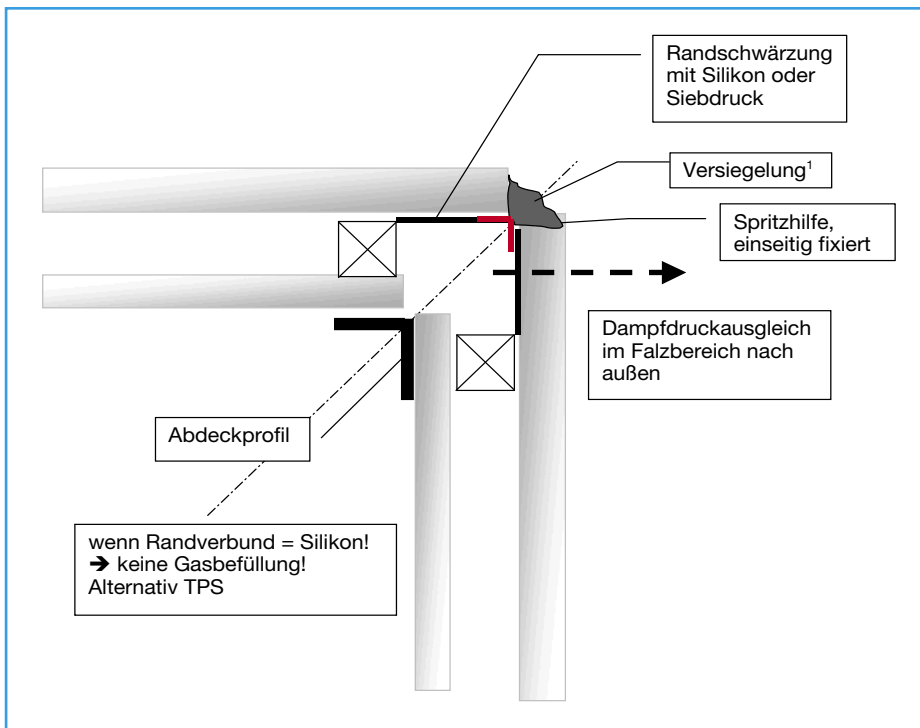 Randschwärzung
mit Silikon oder
Siebdruck
Versiegelung¹
Spritzhilfe,
einseitig fixiert
Dampfdruckausgleich
im Falzbereich nach
außen
Abdeckprofil
wenn Randverbund = Silikon!
➔ keine Gasbefüllung!
Alternativ TPS